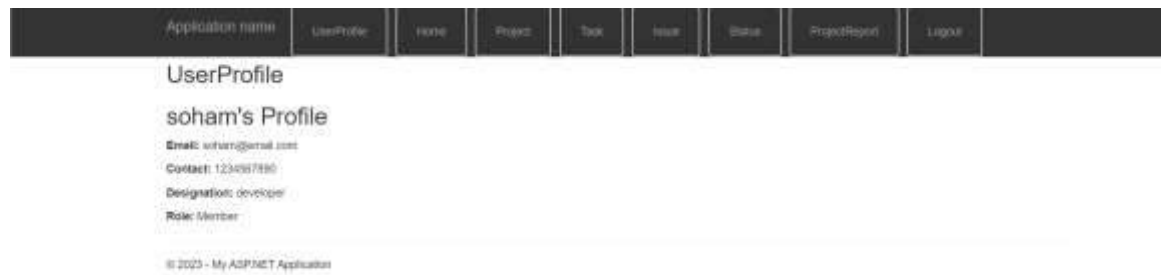 Application name UserProfile Home Project Task Issue Status ProjectReport Logout
UserProfile
soham's Profile
Email: soham@gmail.com
Contact: 1234567890
Designation: developer
Role: Member
© 2023 - My ASP.NET Application